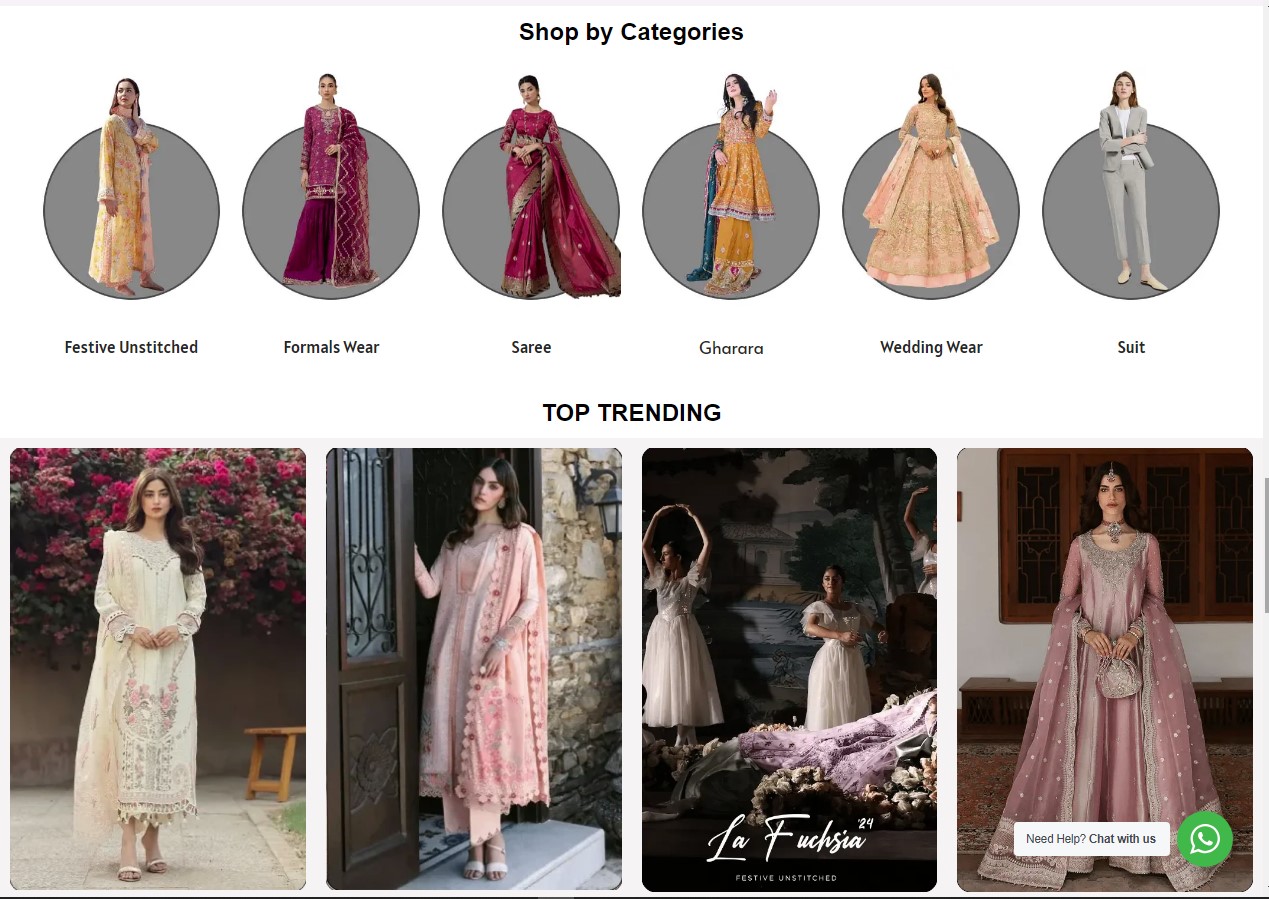 Shop by Categories
Festive Unstitched
Formals Wear
Saree
Gharara
Wedding Wear
Suit
TOP TRENDING
La Fuchsia '24
FESTIVE UNSTITCHED
Need Help? Chat with us